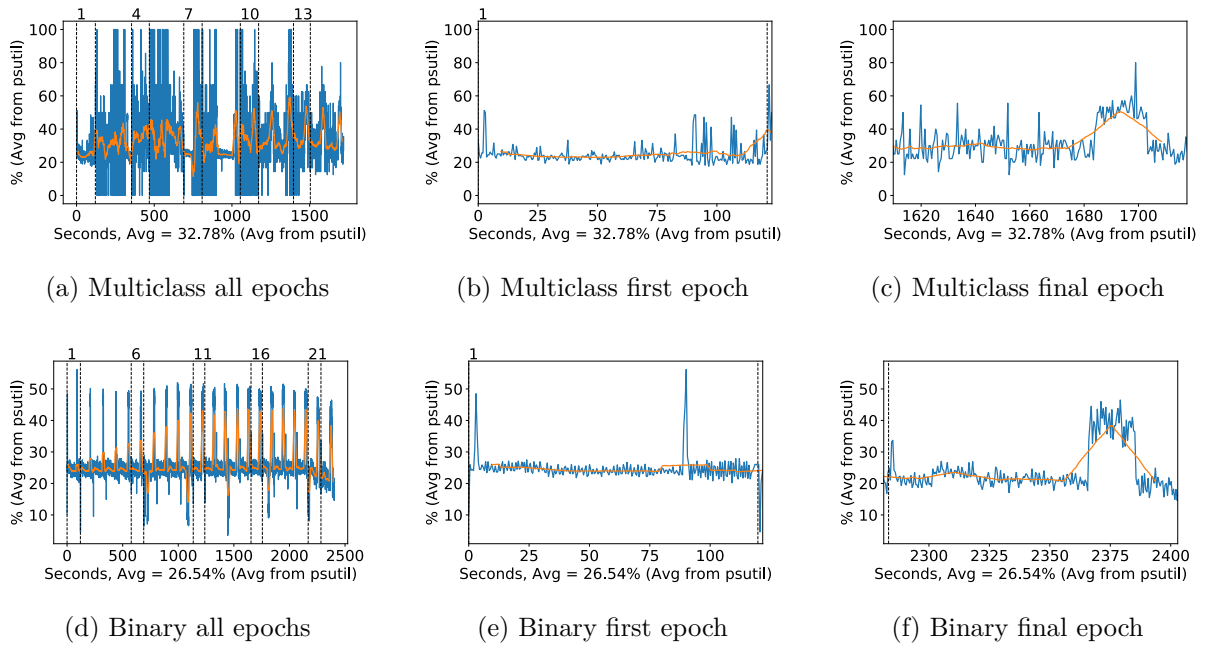 1 4 7 10 13
100
80
60
40
20
0
% (Avg from psutil)
0 500 1000 1500
Seconds, Avg = 32.78% (Avg from psutil)
(a) Multiclass all epochs
1
100
80
60
40
20
0
% (Avg from psutil)
0 25 50 75 100
Seconds, Avg = 32.78% (Avg from psutil)
(b) Multiclass first epoch
100
80
60
40
20
0
% (Avg from psutil)
1620 1640 1660 1680 1700
Seconds, Avg = 32.78% (Avg from psutil)
(c) Multiclass final epoch
1 6 11 16 21
50
40
30
20
10
% (Avg from psutil)
0 500 1000 1500 2000 2500
Seconds, Avg = 26.54% (Avg from psutil)
(d) Binary all epochs
1
50
40
30
20
10
% (Avg from psutil)
0 25 50 75 100
Seconds, Avg = 26.54% (Avg from psutil)
(e) Binary first epoch
50
40
30
20
10
% (Avg from psutil)
2300 2325 2350 2375 2400
Seconds, Avg = 26.54% (Avg from psutil)
(f) Binary final epoch